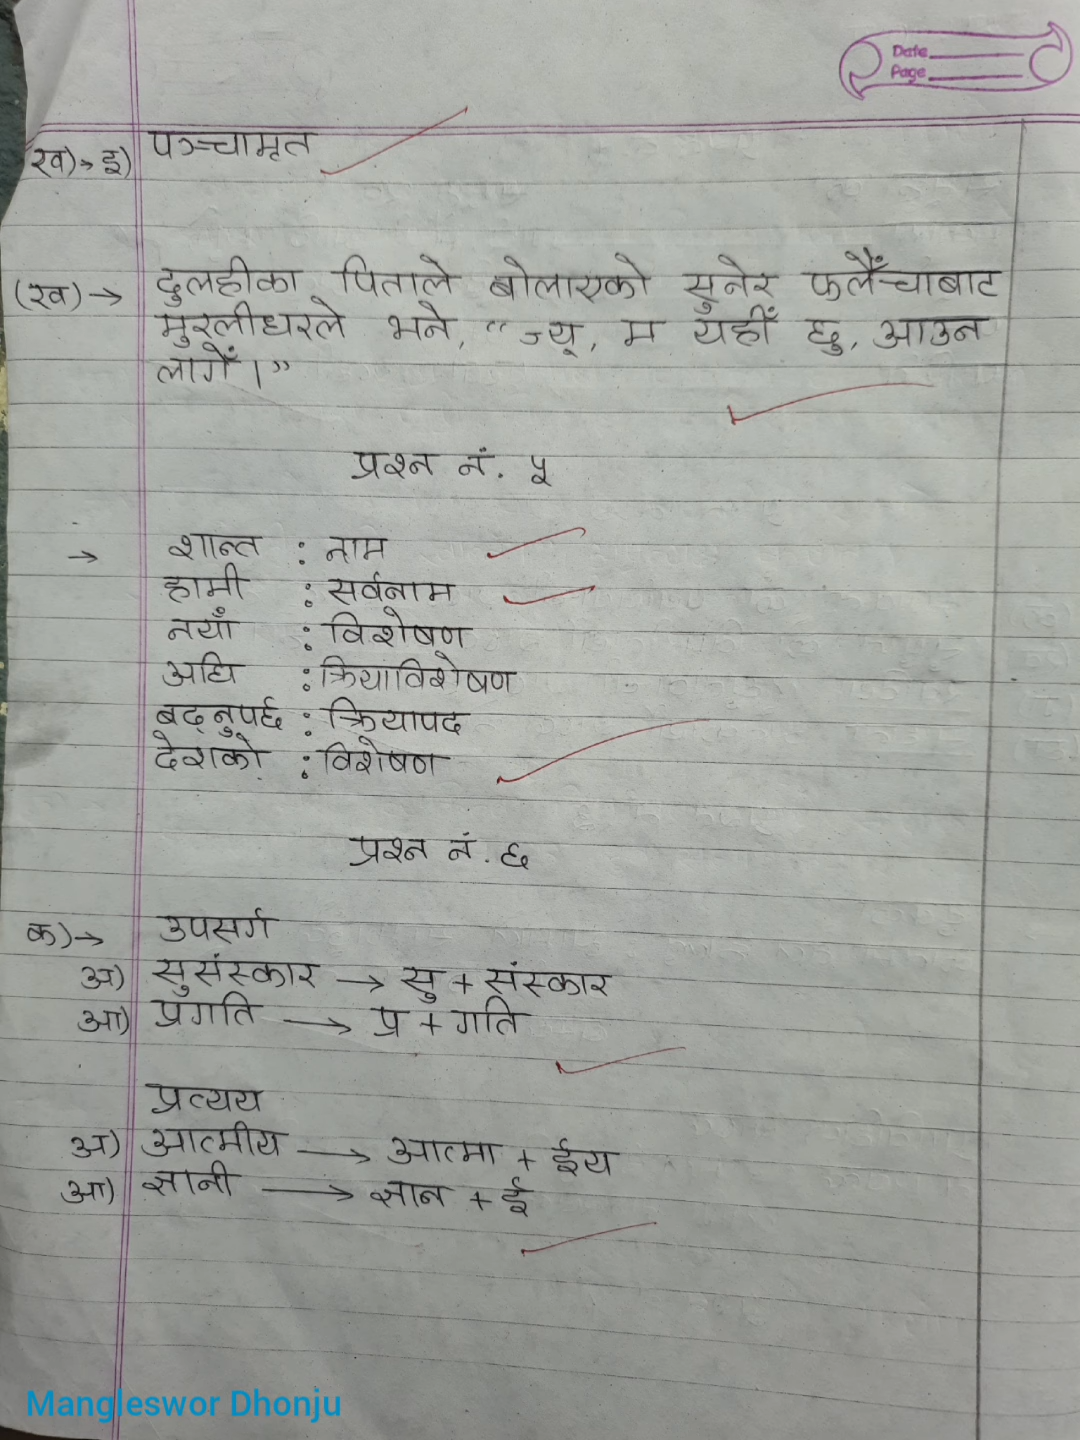 Date
Page
ख)→ इ) पञ्चामृत
(ख)→ दुलहीका पिताले बोलाएको सुनेर फलैँचाबाट
मुरलीधरले भने, “ज्यू, म यहीँ छु, आउन
लागेँ।”
प्रश्न नं. ५
→ शान्त : नाम
हामी : सर्वनाम
नयाँ : विशेषण
अघि : क्रियाविशेषण
बढ्नुपर्छ : क्रियापद
देशको : विशेषण
प्रश्न नं. ६
क)→ उपसर्ग
अ) सुसंस्कार → सु + संस्कार
आ) प्रगति → प्र + गति
प्रत्यय
अ) आत्मीय → आत्मा + ईय
आ) ज्ञानी → ज्ञान + ई
Mangleswor Dhonju